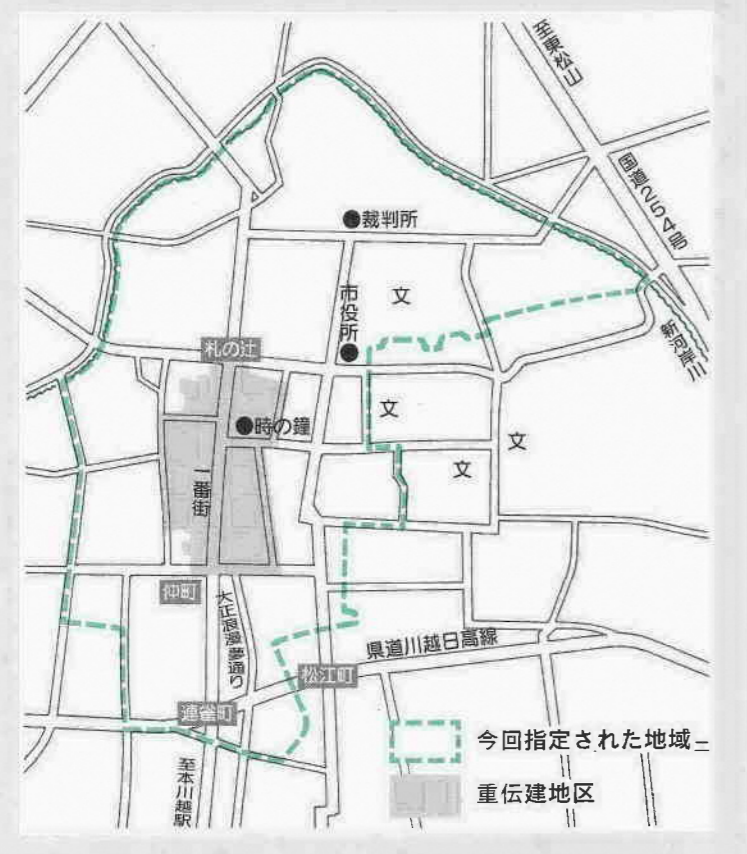 至東松山
国道254号
裁判所
文
市役所
新河岸川
札の辻
文
時の鐘
文
文
一番街
仲町
大正浪漫夢通り
県道川越日高線
松江町
連雀町
至本川越駅
今回指定された地域
重伝建地区